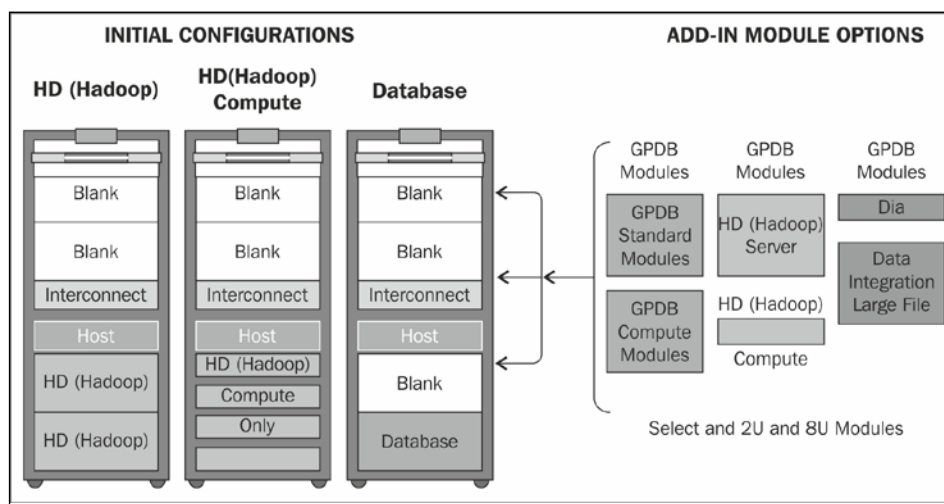 INITIAL CONFIGURATIONS
ADD-IN MODULE OPTIONS
HD (Hadoop)
HD(Hadoop)
Compute
Database
Blank
Blank
Interconnect
Host
HD (Hadoop)
HD (Hadoop)
Blank
Blank
Interconnect
Host
HD (Hadoop)
Compute
Only
Blank
Blank
Interconnect
Host
Blank
Database
GPDB
Modules
GPDB
Standard
Modules
GPDB
Compute
Modules
GPDB
Modules
HD (Hadoop)
Server
HD (Hadoop)
Compute
GPDB
Modules
Dia
Data
Integration
Large File
Select and 2U and 8U Modules